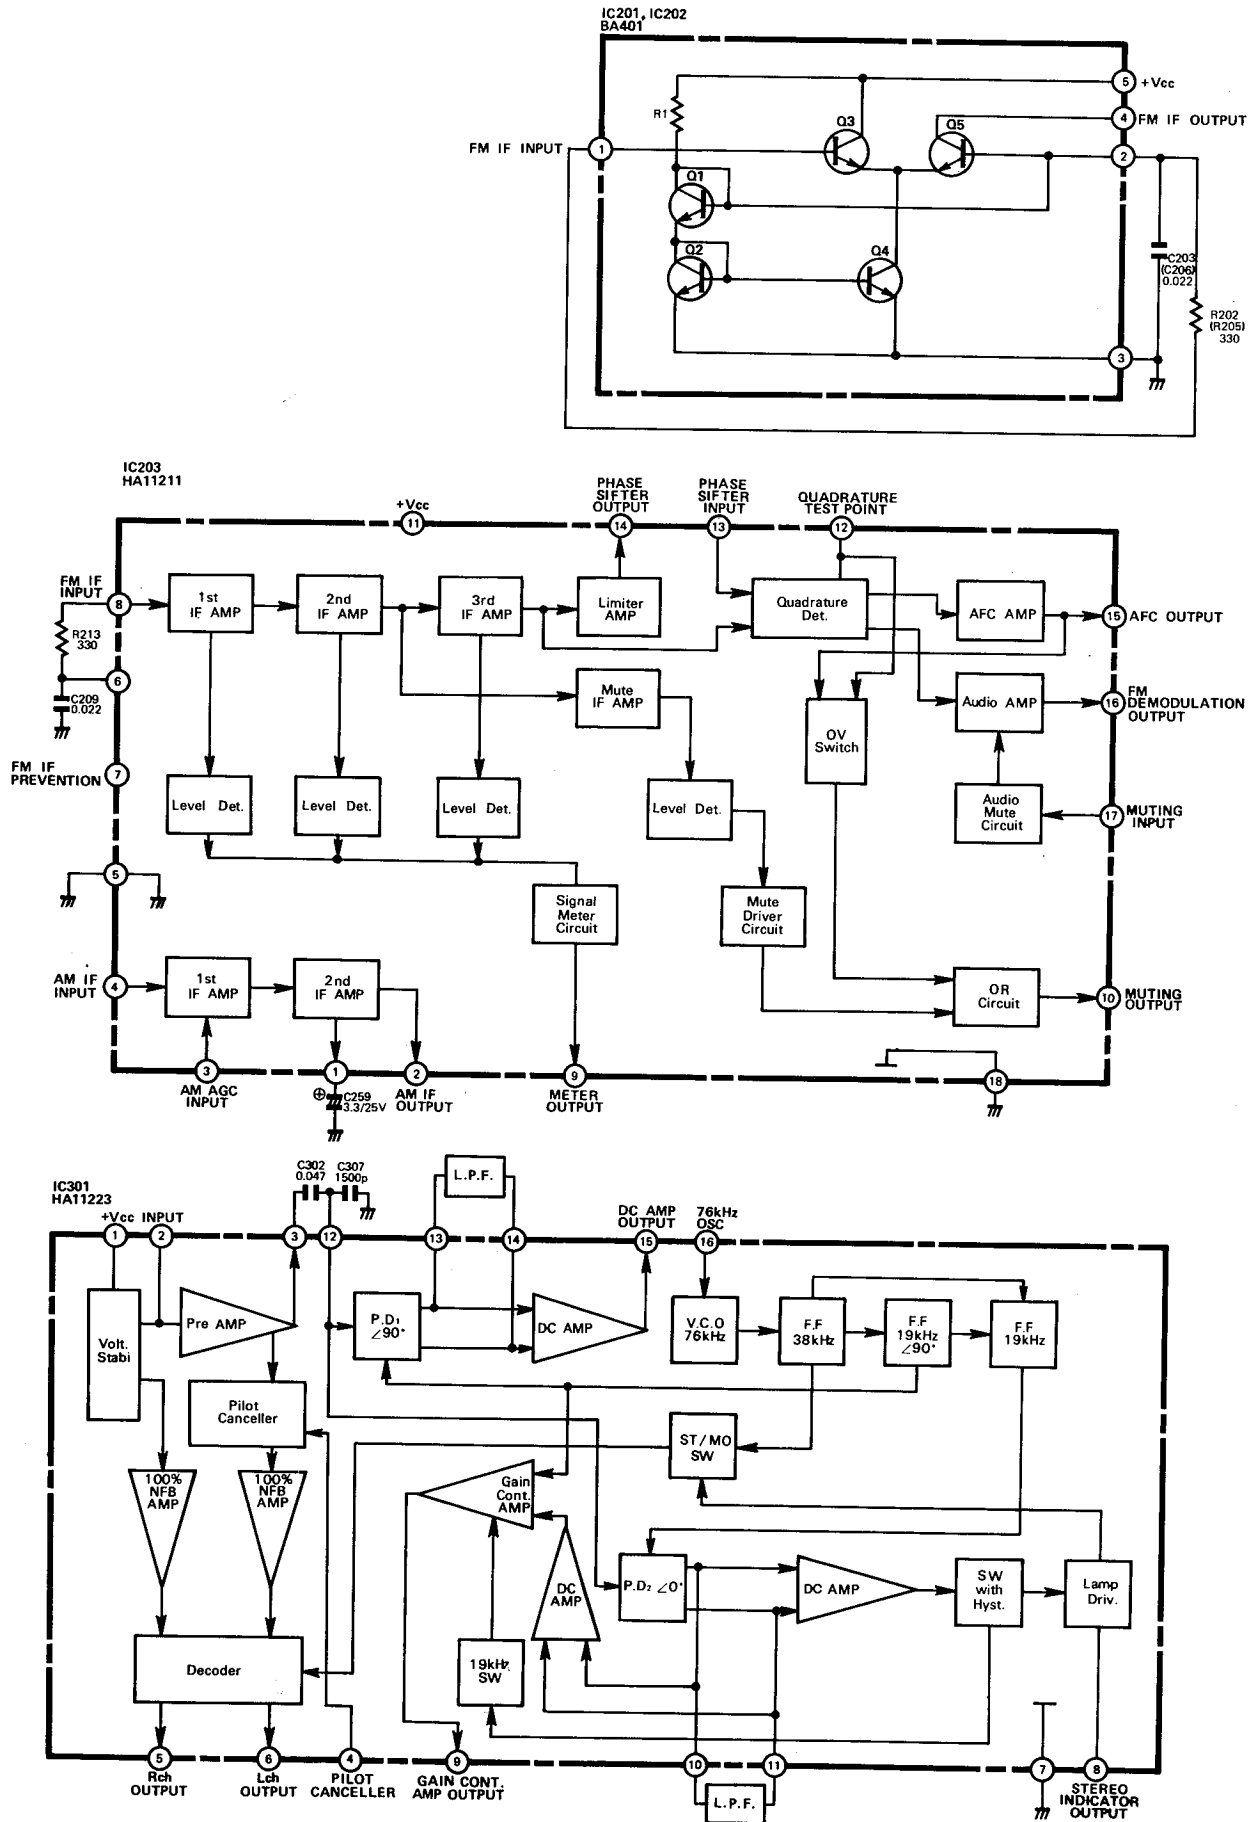 IC201, IC202
BA401
R1
Q3
Q5
5
+Vcc
4
FM IF OUTPUT
FM IF INPUT
1
2
Q1
Q2
Q4
C203
(C206)
0.022
R202
(R205)
330
3
IC203
HA11211
+Vcc
11
PHASE
SIFTER
OUTPUT
14
PHASE
SIFTER
INPUT
13
QUADRATURE
TEST POINT
12
FM IF
INPUT
8
1st
IF AMP
2nd
IF AMP
3rd
IF AMP
Limiter
AMP
Quadrature
Det.
AFC AMP
15
AFC OUTPUT
R213
330
6
C209
0.022
Mute
IF AMP
Audio AMP
16
FM
DEMODULATION
OUTPUT
OV
Switch
FM IF
PREVENTION
7
Level Det.
Level Det.
Level Det.
Level Det.
Audio
Mute
Circuit
17
MUTING
INPUT
5
Signal
Meter
Circuit
Mute
Driver
Circuit
AM IF
INPUT
4
1st
IF AMP
2nd
IF AMP
OR
Circuit
10
MUTING
OUTPUT
3
AM AGC
INPUT
1
⊕
C259
3.3/25V
2
AM IF
OUTPUT
9
METER
OUTPUT
18
IC301
HA11223
C302
0.047
C307
1500p
L.P.F.
+Vcc
1
INPUT
2
3
12
13
14
DC AMP
OUTPUT
15
76kHz
OSC
16
Volt.
Stabi
Pre AMP
P.D1
∠90°
DC AMP
V.C.O
76kHz
F.F
38kHz
F.F
19kHz
∠90°
F.F
19kHz
Pilot
Canceller
ST/MO
SW
100%
NFB
AMP
100%
NFB
AMP
Gain
Cont.
AMP
DC
AMP
P.D2 ∠0°
DC AMP
SW
with
Hyst.
Lamp
Driv.
Decoder
19kHz
SW
5
Rch
OUTPUT
6
Lch
OUTPUT
4
PILOT
CANCELLER
9
GAIN CONT.
AMP OUTPUT
10
11
L.P.F.
7
8
STEREO
INDICATOR
OUTPUT